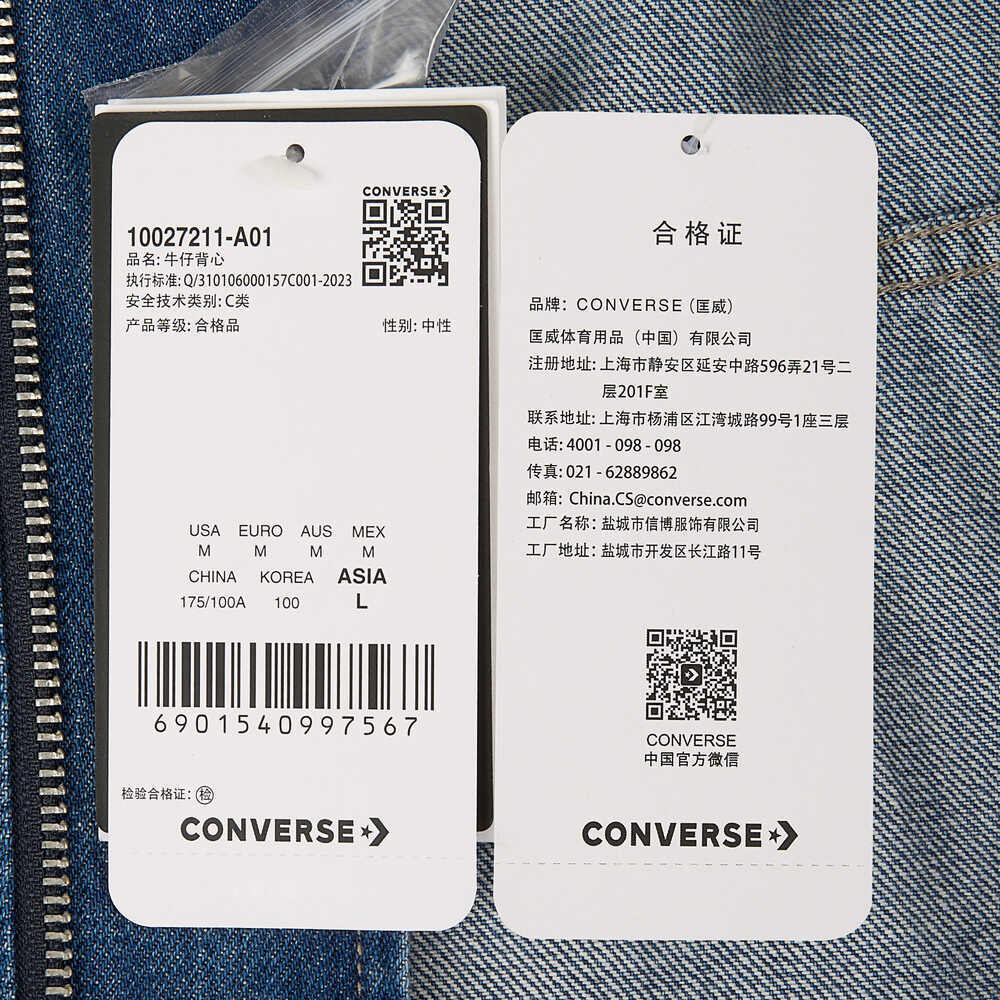 CONVERSE
10027211-A01
品名: 牛仔背心
执行标准: Q/310106000157C001-2023
安全技术类别: C类
产品等级: 合格品 性别: 中性
USA EURO AUS MEX
M M M M
CHINA KOREA ASIA
175/100A 100 L
6901540997567
检验合格证: 检
CONVERSE
合格证
品牌: CONVERSE (匡威)
匡威体育用品（中国）有限公司
注册地址: 上海市静安区延安中路596弄21号二
层201F室
联系地址: 上海市杨浦区江湾城路99号1座三层
电话: 4001 - 098 - 098
传真: 021 - 62889862
邮箱: China.CS@converse.com
工厂名称: 盐城市信博服饰有限公司
工厂地址: 盐城市开发区长江路11号
CONVERSE
中国官方微信
CONVERSE